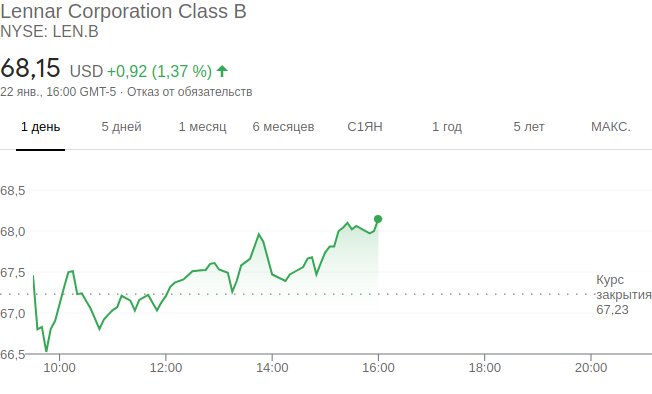 Lennar Corporation Class B
NYSE: LEN.B
68,15 USD +0,92 (1,37 %)
22 янв., 16:00 GMT-5 · Отказ от обязательств
1 день 5 дней 1 месяц 6 месяцев С1ЯН 1 год 5 лет МАКС.
68,5
68,0
67,5
Курс
закрытия
67,23
67,0
66,5
10:00 12:00 14:00 16:00 18:00 20:00